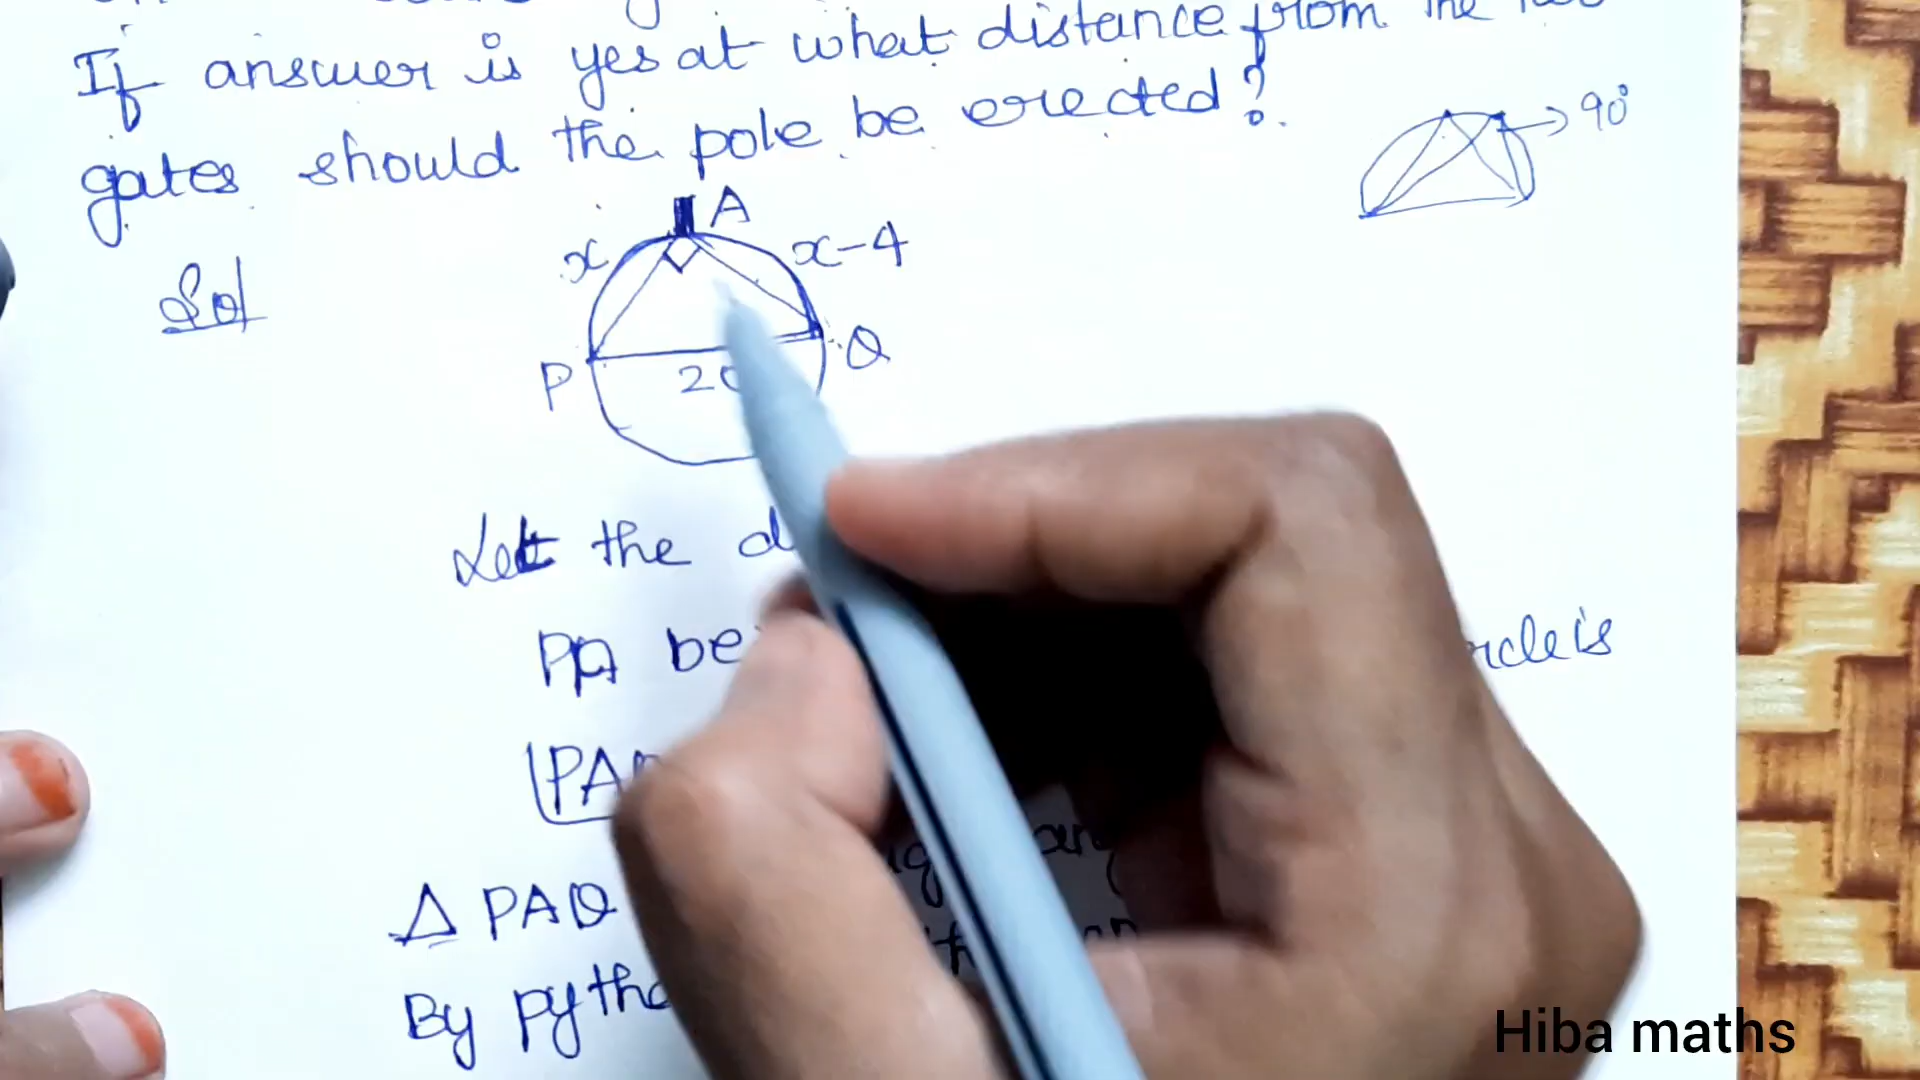 If answer is yes at what distance from the
gates should the pole be erected?
90°
A
x
x-4
Sol
P
Q
20
Let the
PQ be
rcle is
PA
Δ PAQ
By pytha
Hiba maths